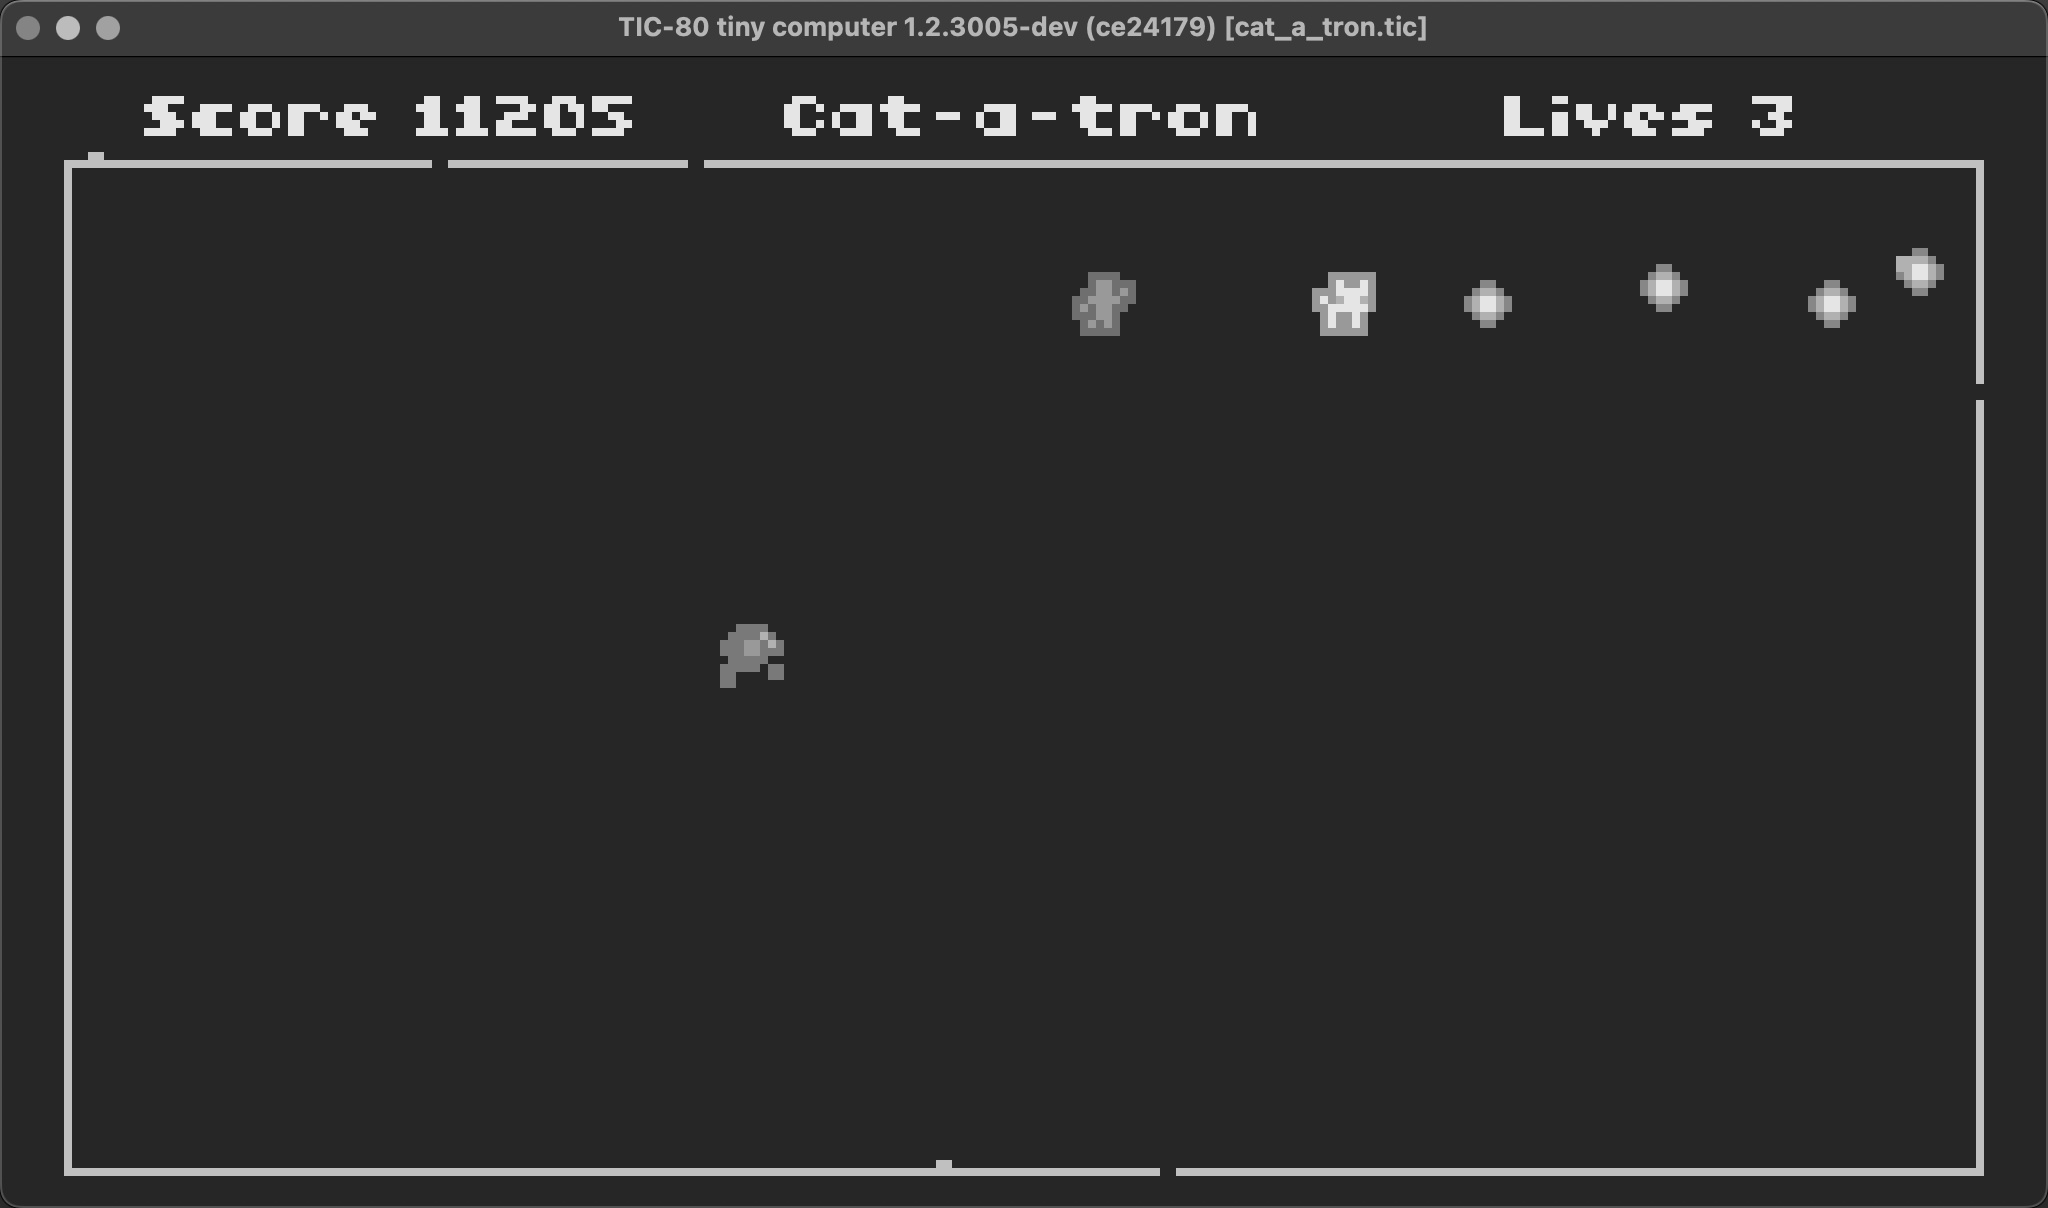 TIC-80 tiny computer 1.2.3005-dev (ce24179) [cat_a_tron.tic]
Score 11205 Cat-a-tron Lives 3